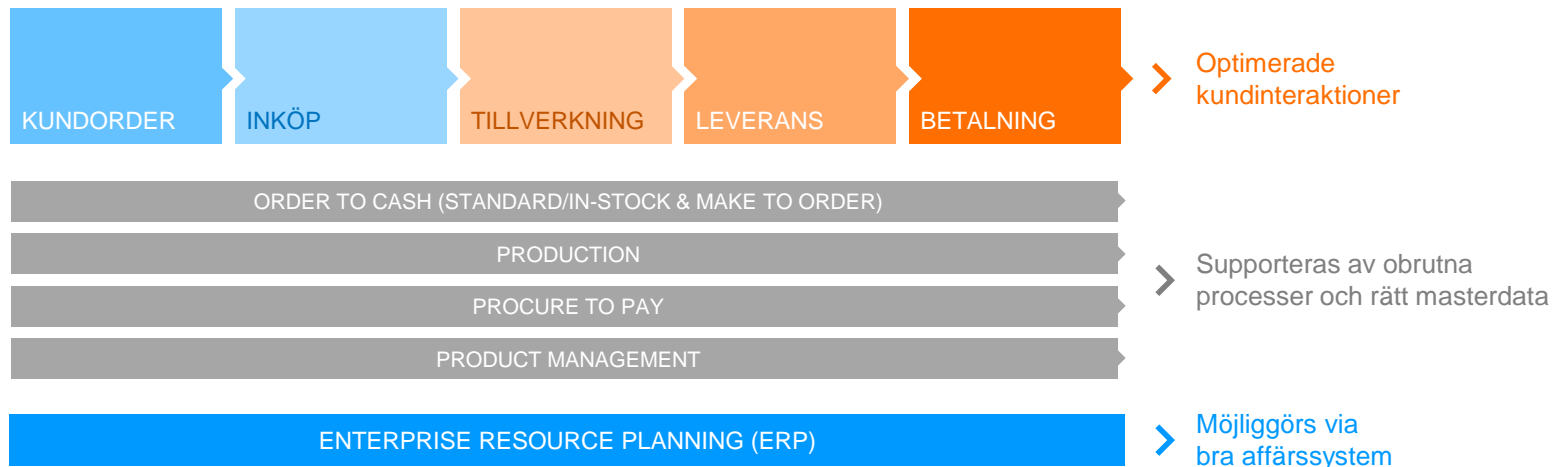 KUNDORDER
INKÖP
TILLVERKNING
LEVERANS
BETALNING
Optimerade
kundinteraktioner
ORDER TO CASH (STANDARD/IN-STOCK & MAKE TO ORDER)
PRODUCTION
PROCURE TO PAY
PRODUCT MANAGEMENT
Supporteras av obrutna
processer och rätt masterdata
ENTERPRISE RESOURCE PLANNING (ERP)
Möjliggörs via
bra affärssystem